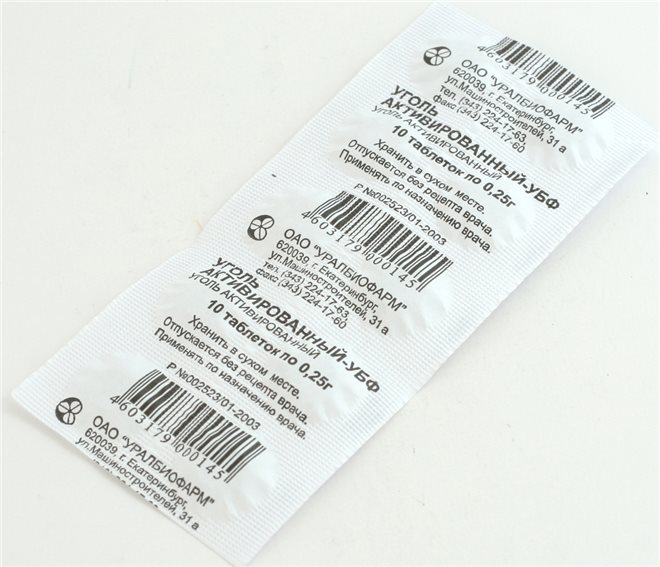 4603179000145
ОАО "УРАЛБИОФАРМ"
620039, г. Екатеринбург,
ул.Машиностроителей, 31 а
тел. (343) 224-17-63,
факс (343) 224-17-60
УГОЛЬ
АКТИВИРОВАННЫЙ-УБФ
УГОЛЬ АКТИВИРОВАННЫЙ
10 таблеток по 0,25г
Хранить в сухом месте.
Отпускается без рецепта врача.
Применять по назначению врача.
Р №002523/01-2003
4603179000145
ОАО "УРАЛБИОФАРМ"
620039, г. Екатеринбург,
ул.Машиностроителей, 31 а
тел. (343) 224-17-63,
факс (343) 224-17-60
УГОЛЬ
АКТИВИРОВАННЫЙ-УБФ
УГОЛЬ АКТИВИРОВАННЫЙ
10 таблеток по 0,25г
Хранить в сухом месте.
Отпускается без рецепта врача.
Применять по назначению врача.
Р №002523/01-2003
4603179000145
ОАО "УРАЛБИОФАРМ"
620039, г. Екатеринбург,
ул.Машиностроителей, 31 а